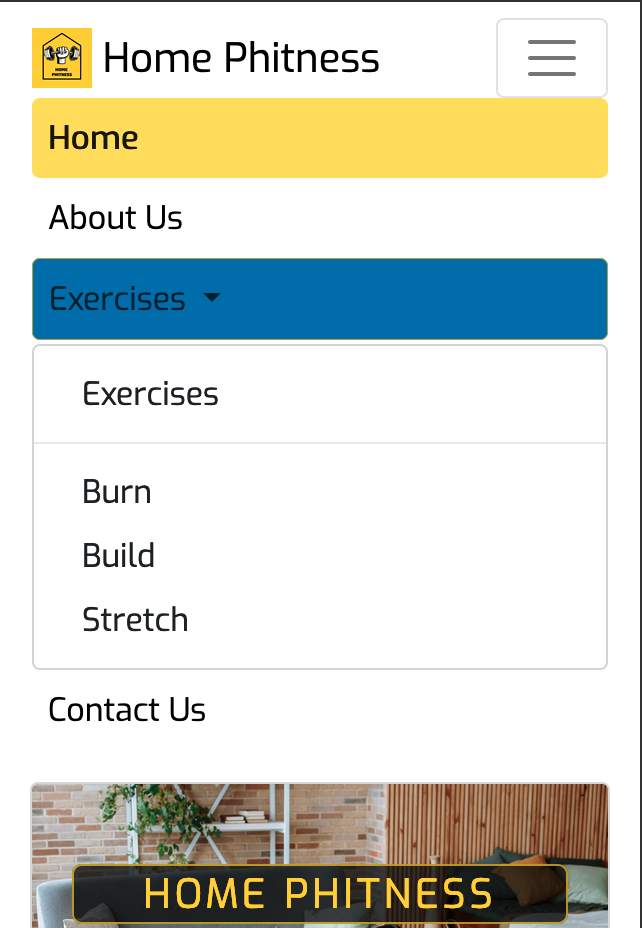 HOME
PHITNESS
Home Phitness
Home
About Us
Exercises
Exercises
Burn
Build
Stretch
Contact Us
HOME PHITNESS